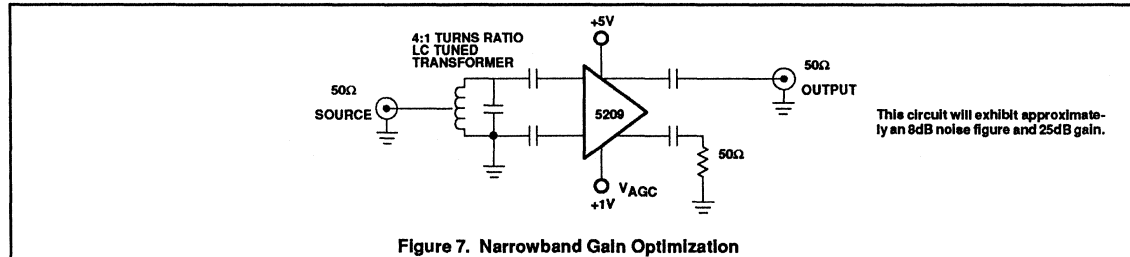 +5V
4:1 TURNS RATIO
LC TUNED
TRANSFORMER
50Ω
SOURCE
5209
50Ω
OUTPUT
This circuit will exhibit approximate-
ly an 8dB noise figure and 25dB gain.
50Ω
VAGC
+1V
Figure 7. Narrowband Gain Optimization